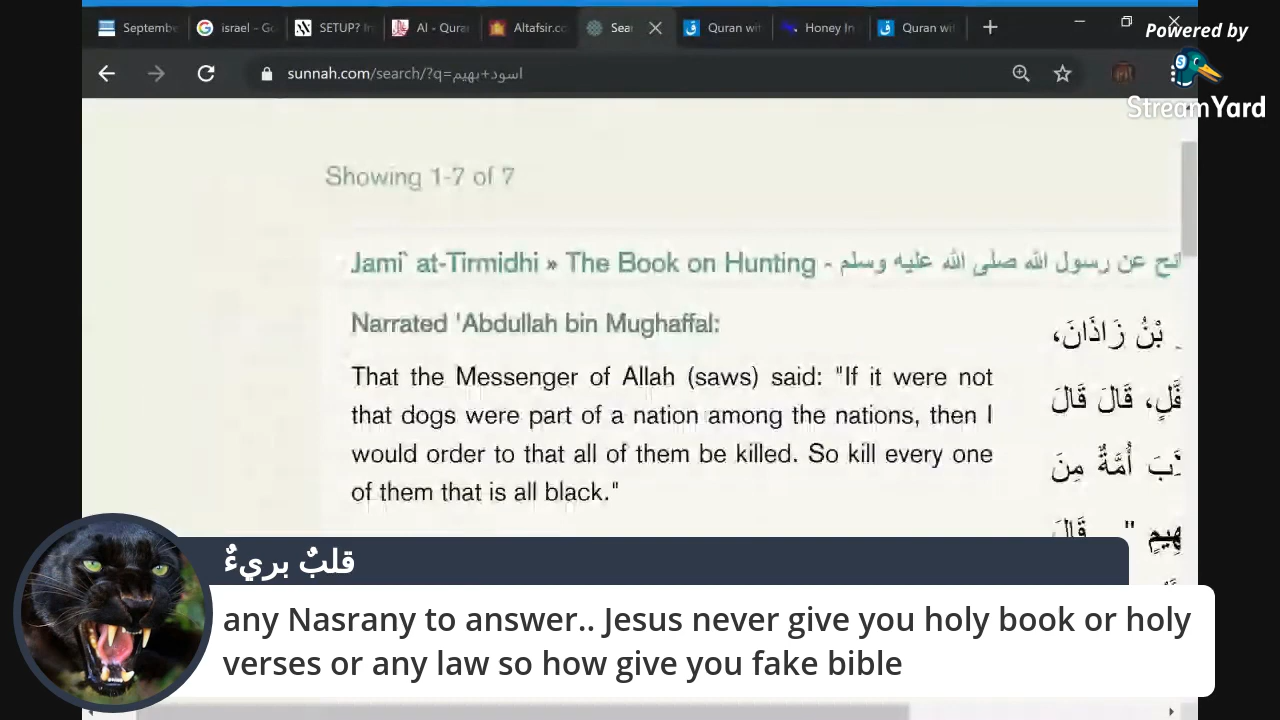 Septembe
israel - Go
SETUP? In
Al - Qura
Altafsir.co
Sea
Quran wit
Honey In
Quran wit
Powered by
sunnah.com/search/?q=اسود+بهيم
StreamYard
Showing 1-7 of 7
Jami` at-Tirmidhi » The Book on Hunting - عن رسول الله صلى الله عليه وسلم
Narrated 'Abdullah bin Mughaffal:
بْنُ زَاذَانَ،
That the Messenger of Allah (saws) said: "If it were not
that dogs were part of a nation among the nations, then I
قَالَ قَالَ
would order to that all of them be killed. So kill every one
أُمَّةٌ مِنَ
of them that is all black."
" قَالَ
قلبٌ بريءٌ
any Nasrany to answer.. Jesus never give you holy book or holy
verses or any law so how give you fake bible